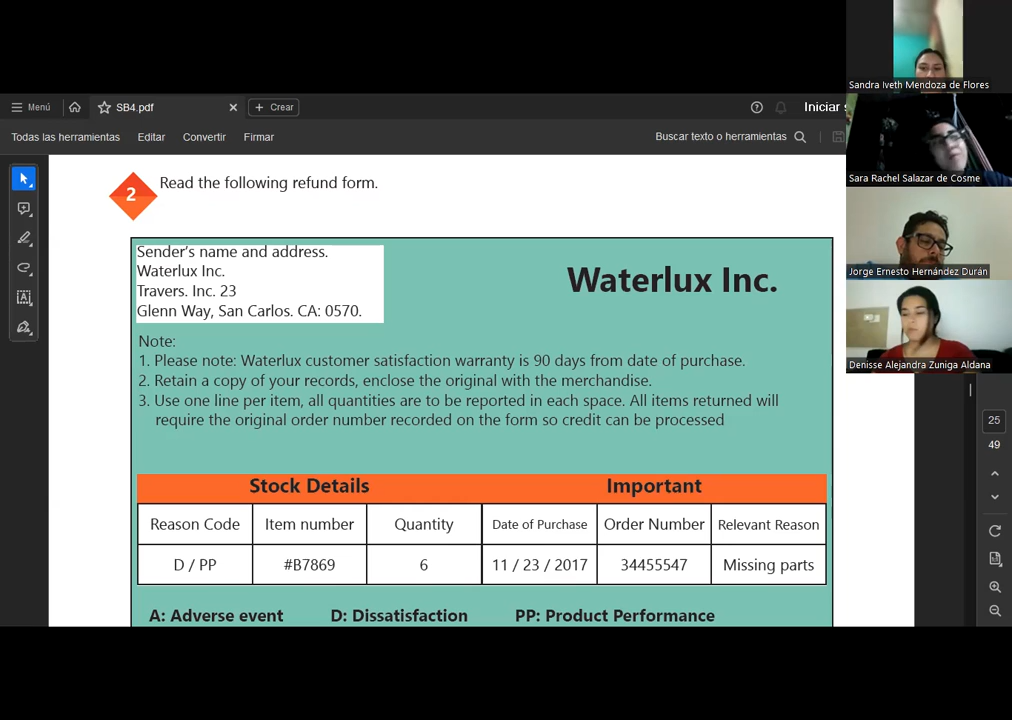 Sandra Iveth Mendoza de Flores
Menú
SB4.pdf
Crear
Iniciar s
Todas las herramientas
Editar
Convertir
Firmar
Buscar texto o herramientas
Sara Rachel Salazar de Cosme
Jorge Ernesto Hernández Durán
Denisse Alejandra Zuniga Aldana
25
49
2 Read the following refund form.
Sender's name and address.
Waterlux Inc.
Travers. Inc. 23
Glenn Way, San Carlos. CA: 0570.
Waterlux Inc.
Note:
1. Please note: Waterlux customer satisfaction warranty is 90 days from date of purchase.
2. Retain a copy of your records, enclose the original with the merchandise.
3. Use one line per item, all quantities are to be reported in each space. All items returned will
require the original order number recorded on the form so credit can be processed
Stock Details Important
Reason Code Item number Quantity Date of Purchase Order Number Relevant Reason
D / PP #B7869 6 11 / 23 / 2017 34455547 Missing parts
A: Adverse event D: Dissatisfaction PP: Product Performance